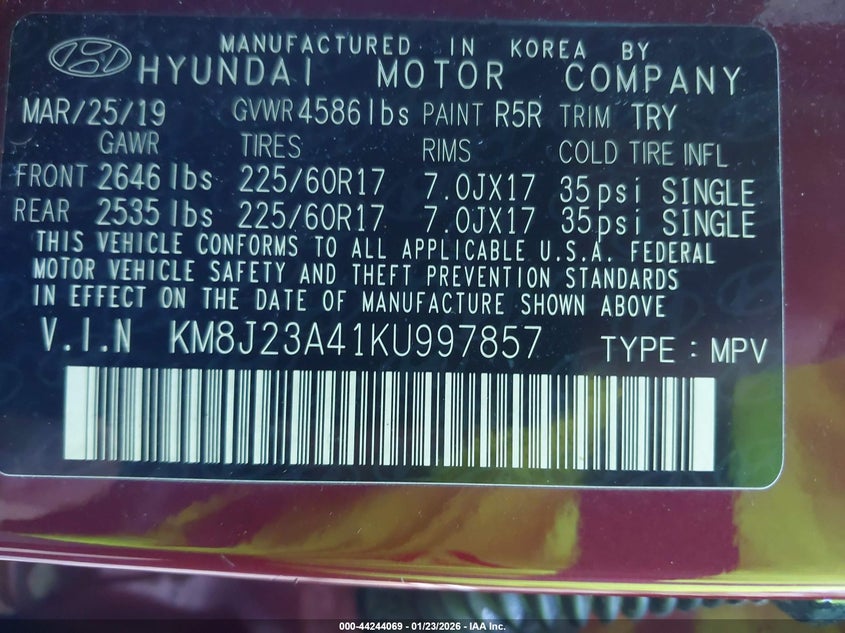 MANUFACTURED IN KOREA BY
HYUNDAI MOTOR COMPANY
MAR/25/19 GVWR 4586 lbs PAINT R5R TRIM TRY
GAWR TIRES RIMS COLD TIRE INFL
FRONT 2646 lbs 225/60R17 7.0JX17 35psi SINGLE
REAR 2535 lbs 225/60R17 7.0JX17 35psi SINGLE
THIS VEHICLE CONFORMS TO ALL APPLICABLE U.S.A. FEDERAL
MOTOR VEHICLE SAFETY AND THEFT PREVENTION STANDARDS
IN EFFECT ON THE DATE OF MANUFACTURE SHOWN ABOVE
V.I.N KM8J23A41KU997857 TYPE : MPV
000-44244069 - 01/23/2026 - IAA Inc.